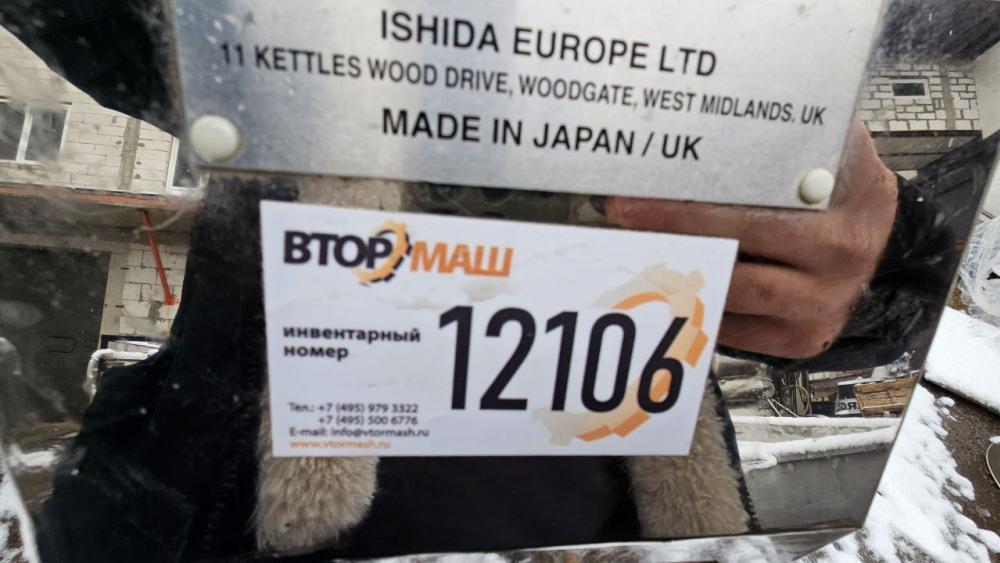 ISHIDA EUROPE LTD
11 KETTLES WOOD DRIVE, WOODGATE, WEST MIDLANDS. UK
MADE IN JAPAN / UK
ВТОРМАШ
инвентарный
номер
12106
Тел.: +7 (495) 979 3322
+7 (495) 500 6776
E-mail: info@vtormash.ru
www.vtormash.ru